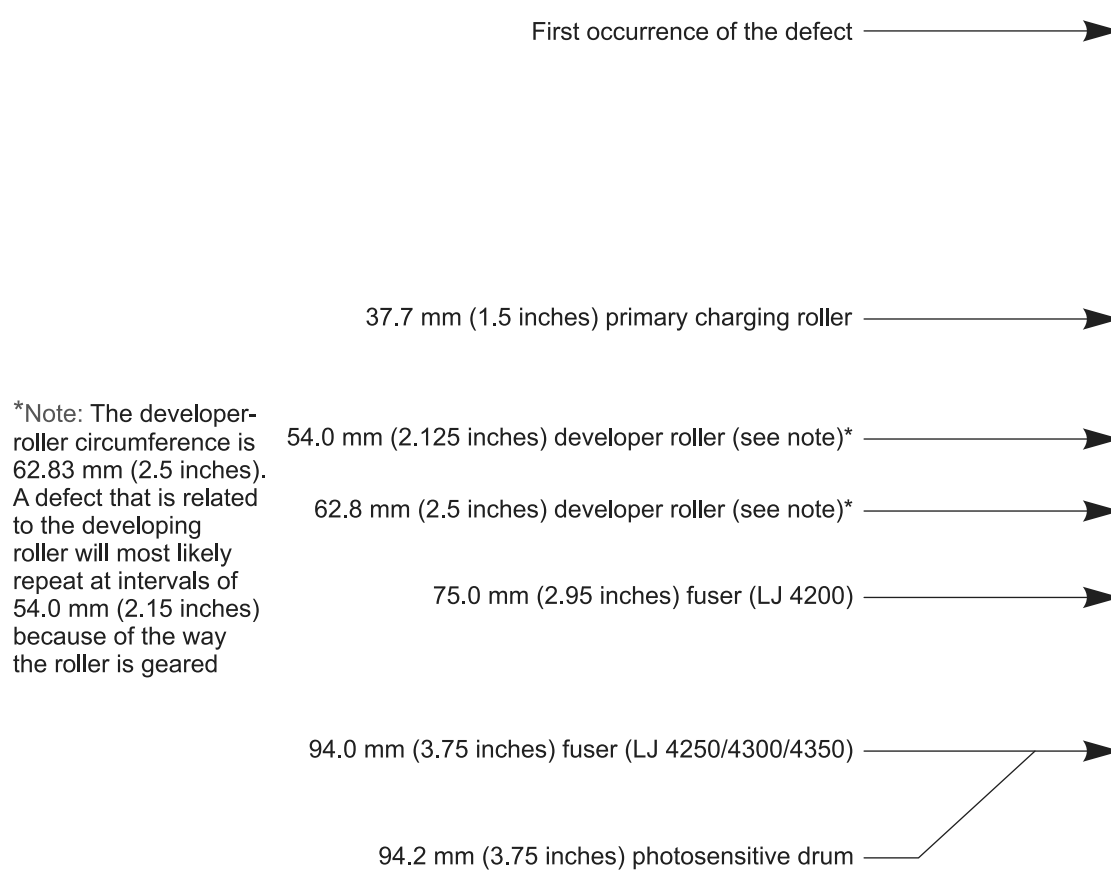 First occurrence of the defect
37.7 mm (1.5 inches) primary charging roller
*Note: The developer-
roller circumference is
62.83 mm (2.5 inches).
A defect that is related
to the developing
roller will most likely
repeat at intervals of
54.0 mm (2.15 inches)
because of the way
the roller is geared
54.0 mm (2.125 inches) developer roller (see note)*
62.8 mm (2.5 inches) developer roller (see note)*
75.0 mm (2.95 inches) fuser (LJ 4200)
94.0 mm (3.75 inches) fuser (LJ 4250/4300/4350)
94.2 mm (3.75 inches) photosensitive drum